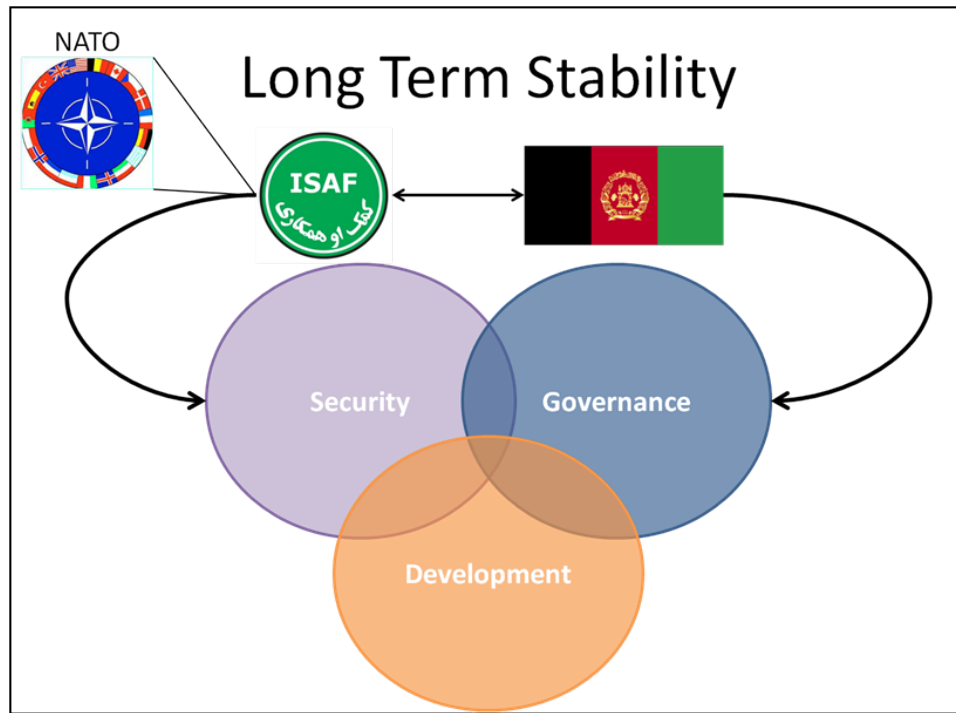 NATO
Long Term Stability
ISAF
کمک او همکاری
Security
Governance
Development